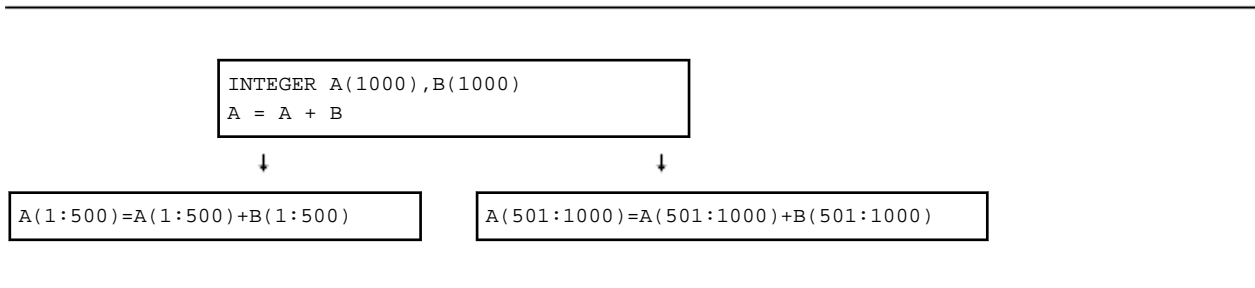 INTEGER A(1000),B(1000)
A = A + B
A(1:500)=A(1:500)+B(1:500)
A(501:1000)=A(501:1000)+B(501:1000)